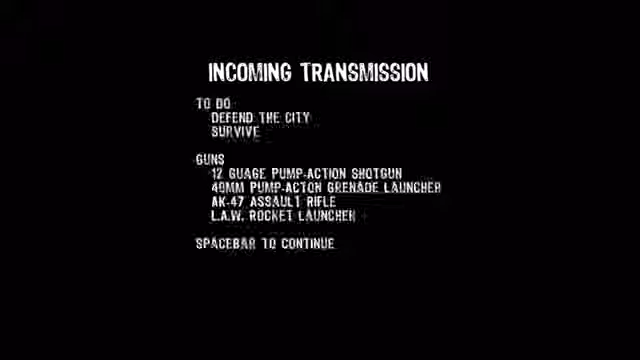 INCOMING TRANSMISSION
TO DO
DEFEND THE CITY
SURVIVE
GUNS
12 GUAGE PUMP-ACTION SHOTGUN
40MM PUMP-ACTON GRENADE LAUNCHER
AK-47 ASSAULT RIFLE
L.A.W. ROCKET LAUNCHER
SPACEBAR TO CONTINUE